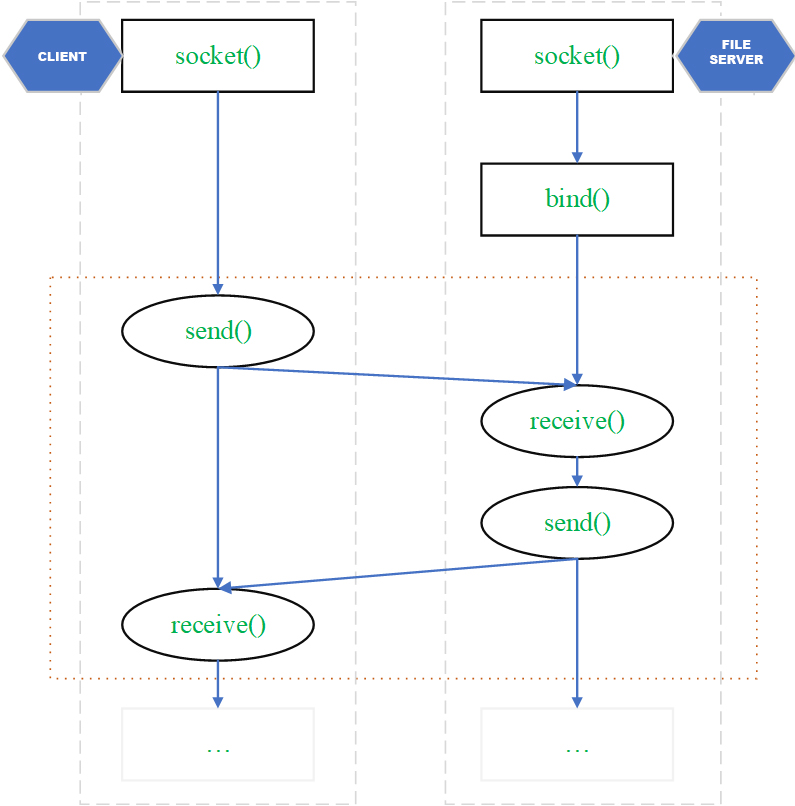 CLIENT
socket()
socket()
FILE
SERVER
bind()
send()
receive()
send()
receive()
...
...